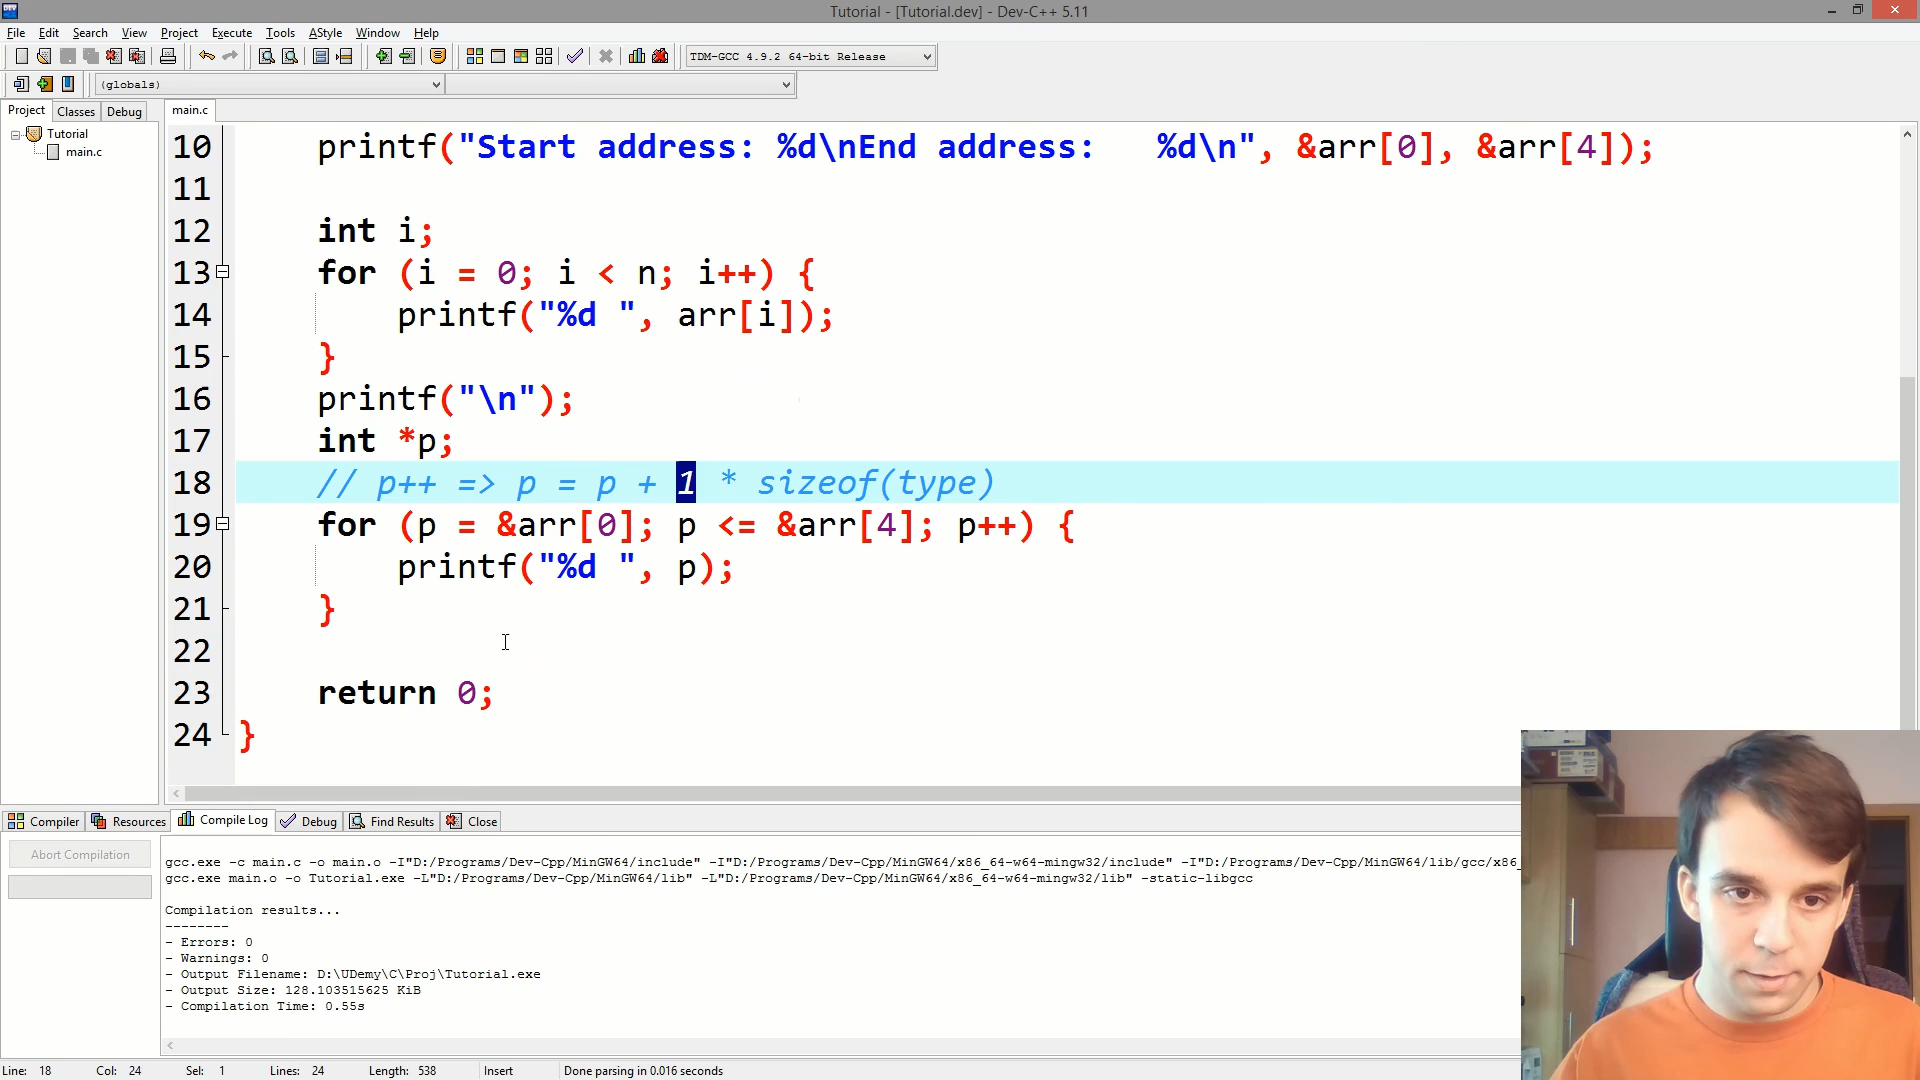 Tutorial - [Tutorial.dev] - Dev-C++ 5.11
File Edit Search View Project Execute Tools AStyle Window Help
TDM-GCC 4.9.2 64-bit Release
(globals)
Project Classes Debug
main.c
Tutorial
main.c
10 printf("Start address: %d\nEnd address:   %d\n", &arr[0], &arr[4]);
11
12 int i;
13 for (i = 0; i < n; i++) {
14 printf("%d ", arr[i]);
15 }
16 printf("\n");
17 int *p;
18 // p++ => p = p + 1 * sizeof(type)
19 for (p = &arr[0]; p <= &arr[4]; p++) {
20 printf("%d ", p);
21 }
22
23 return 0;
24 }
Compiler Resources Compile Log Debug Find Results Close
Abort Compilation
gcc.exe -c main.c -o main.o -I"D:/Programs/Dev-Cpp/MinGW64/include" -I"D:/Programs/Dev-Cpp/MinGW64/x86_64-w64-mingw32/include" -I"D:/Programs/Dev-Cpp/MinGW64/lib/gcc/x86_
gcc.exe main.o -o Tutorial.exe -L"D:/Programs/Dev-Cpp/MinGW64/lib" -L"D:/Programs/Dev-Cpp/MinGW64/x86_64-w64-mingw32/lib" -static-libgcc
Compilation results...
--------
- Errors: 0
- Warnings: 0
- Output Filename: D:\UDemy\C\Proj\Tutorial.exe
- Output Size: 128.103515625 KiB
- Compilation Time: 0.55s
Line: 18 Col: 24 Sel: 1 Lines: 24 Length: 538 Insert Done parsing in 0.016 seconds